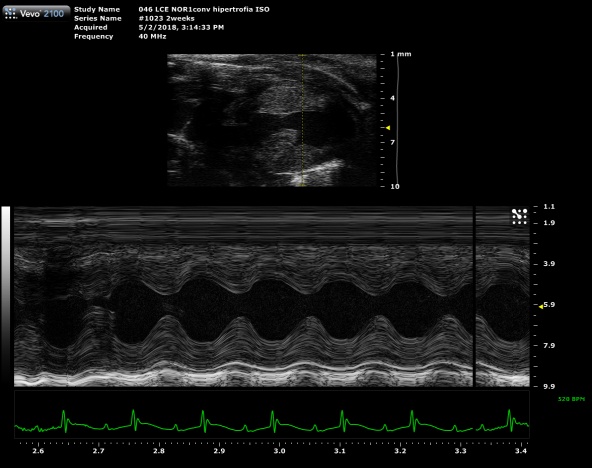 Vevo 2100
Study Name 046 LCE NOR1conv hipertrofia ISO
Series Name #1023 2weeks
Acquired 5/2/2018, 3:14:33 PM
Frequency 40 MHz
1 mm
4
7
10
1.1
1.9
3.9
5.9
7.9
9.9
520 BPM
2.6 2.7 2.8 2.9 3.0 3.1 3.2 3.3 3.4